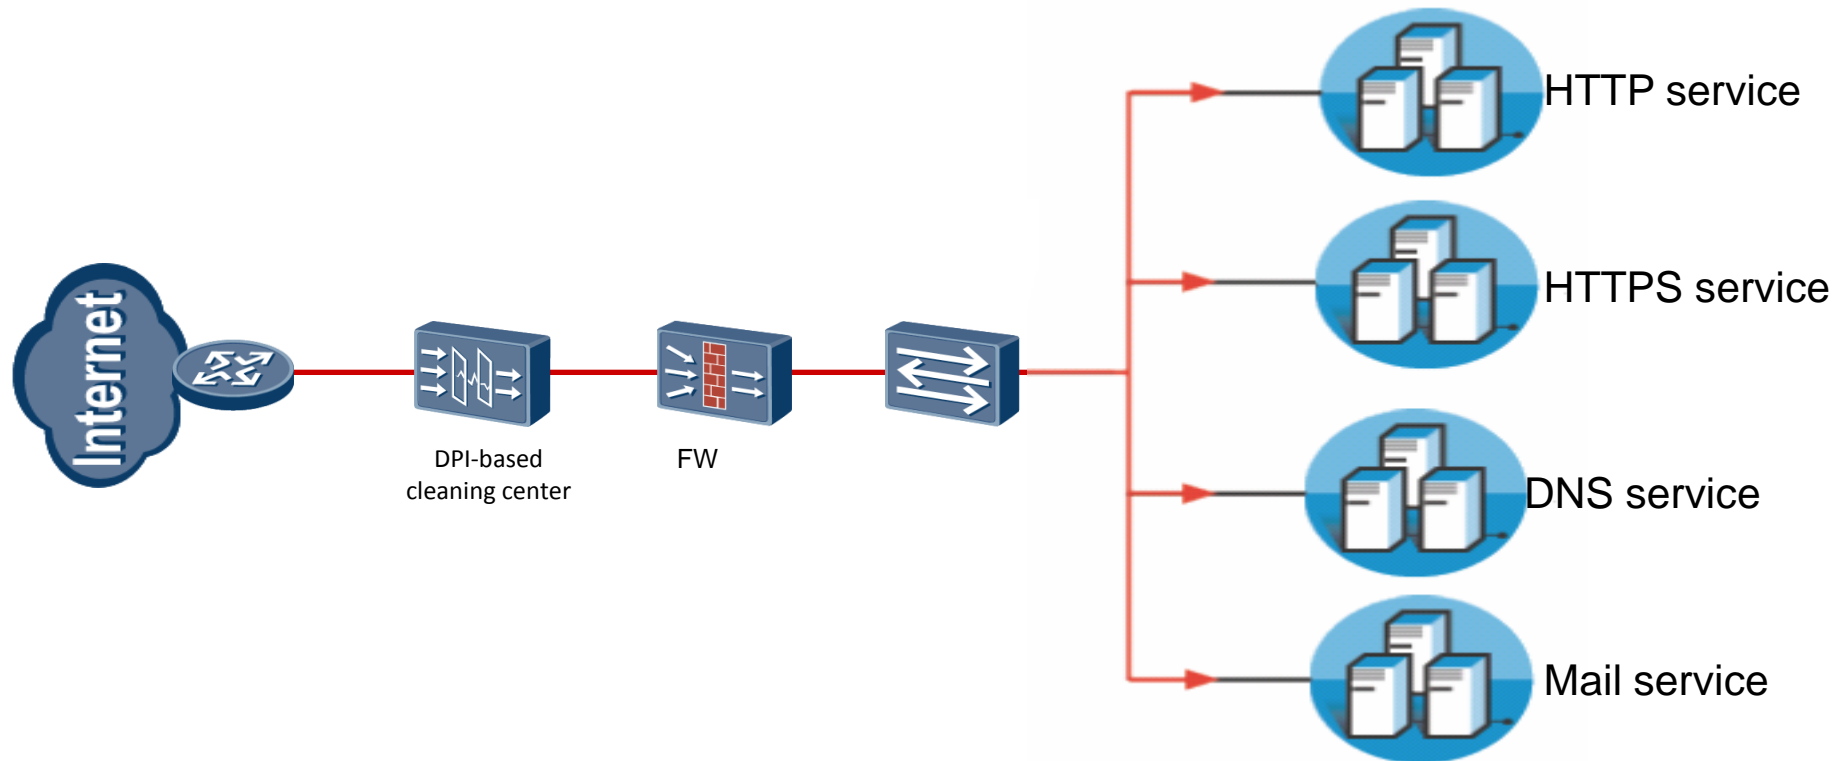 Internet
DPI-based
cleaning center
FW
HTTP service
HTTPS service
DNS service
Mail service